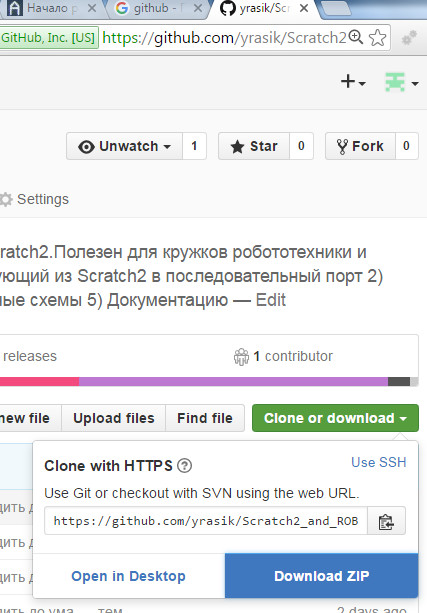 Начало р
github - 
yrasik/Scr
GitHub, Inc. [US]
https://github.com/yrasik/Scratch2
Unwatch 1
Star 0
Fork 0
Settings
ratch2.Полезен для кружков робототехники и
ующий из Scratch2 в последовательный порт 2)
ные схемы 5) Документацию — Edit
releases
1 contributor
new file
Upload files
Find file
Clone or download
Clone with HTTPS
Use SSH
Use Git or checkout with SVN using the web URL.
https://github.com/yrasik/Scratch2_and_ROB
Open in Desktop
Download ZIP
дить д
дить д
дить д
дить до ума
тем
2 days ago